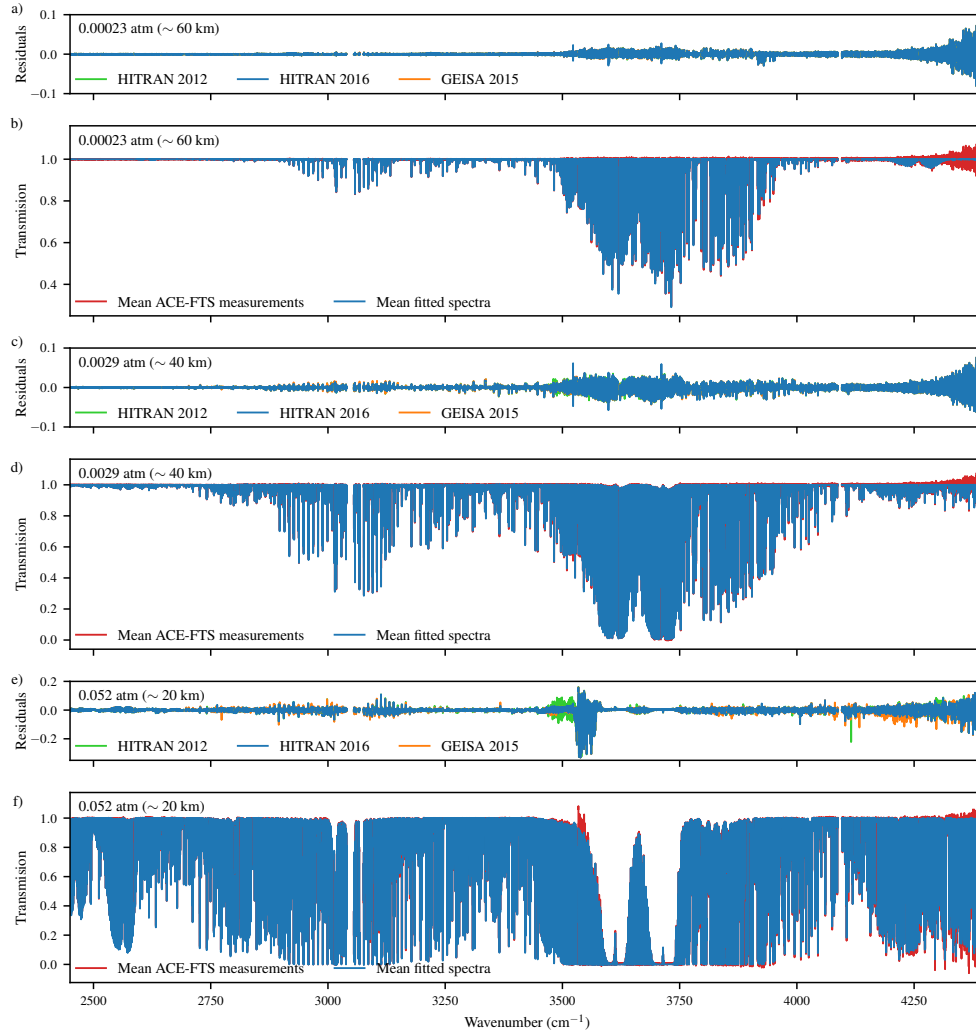 a)
0.00023 atm (∼ 60 km)
0.1
0.0
−0.1
Residuals
HITRAN 2012 HITRAN 2016 GEISA 2015
b)
0.00023 atm (∼ 60 km)
1.0
0.8
0.6
0.4
Transmision
Mean ACE-FTS measurements Mean fitted spectra
c)
0.0029 atm (∼ 40 km)
0.1
0.0
−0.1
Residuals
HITRAN 2012 HITRAN 2016 GEISA 2015
d)
0.0029 atm (∼ 40 km)
1.0
0.8
0.6
0.4
0.2
0.0
Transmision
Mean ACE-FTS measurements Mean fitted spectra
e)
0.052 atm (∼ 20 km)
0.2
0.0
−0.2
Residuals
HITRAN 2012 HITRAN 2016 GEISA 2015
f)
0.052 atm (∼ 20 km)
1.0
0.8
0.6
0.4
0.2
0.0
Transmision
Mean ACE-FTS measurements Mean fitted spectra
2500 2750 3000 3250 3500 3750 4000 4250
Wavenumber (cm⁻¹)